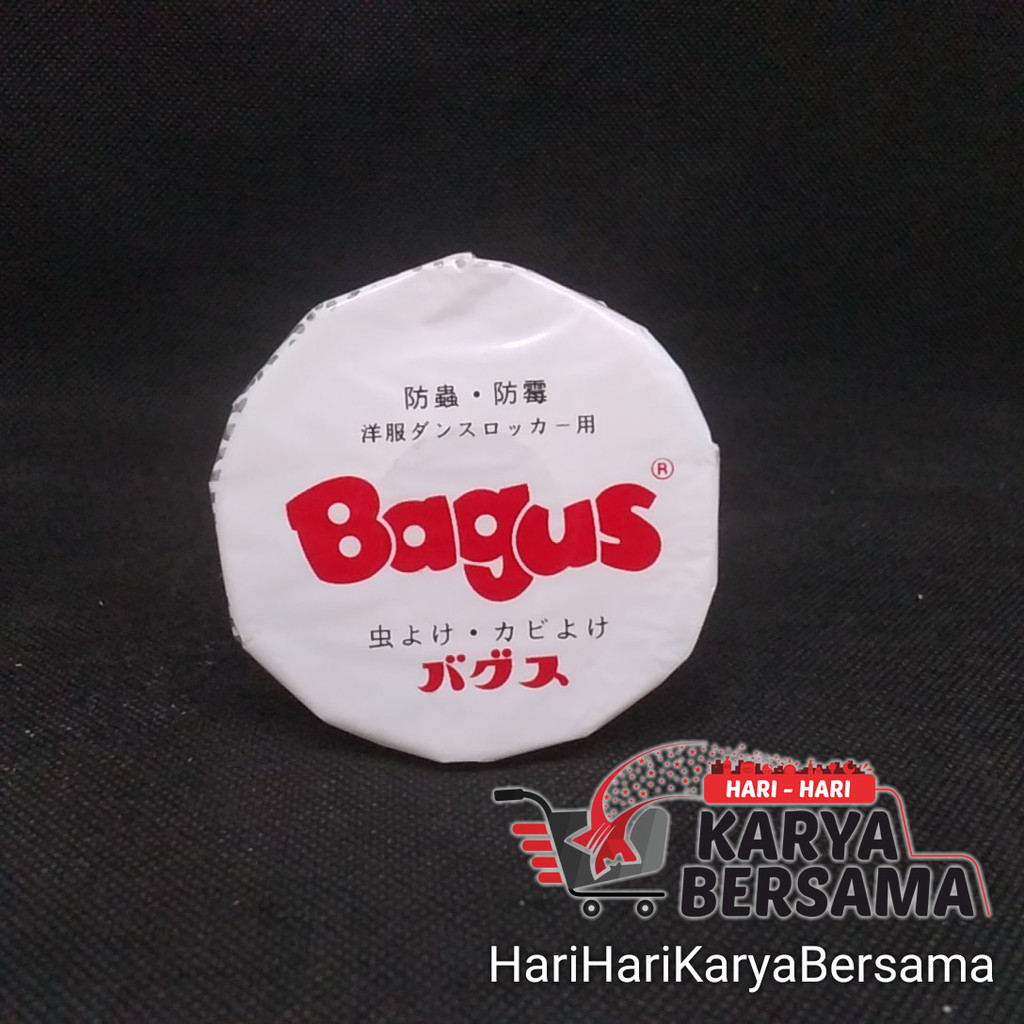 防蟲・防霉
洋服ダンスロッカー用
Bagus®
虫よけ・カビよけ
バグス
HARI - HARI
KARYA
BERSAMA
HariHariKaryaBersama